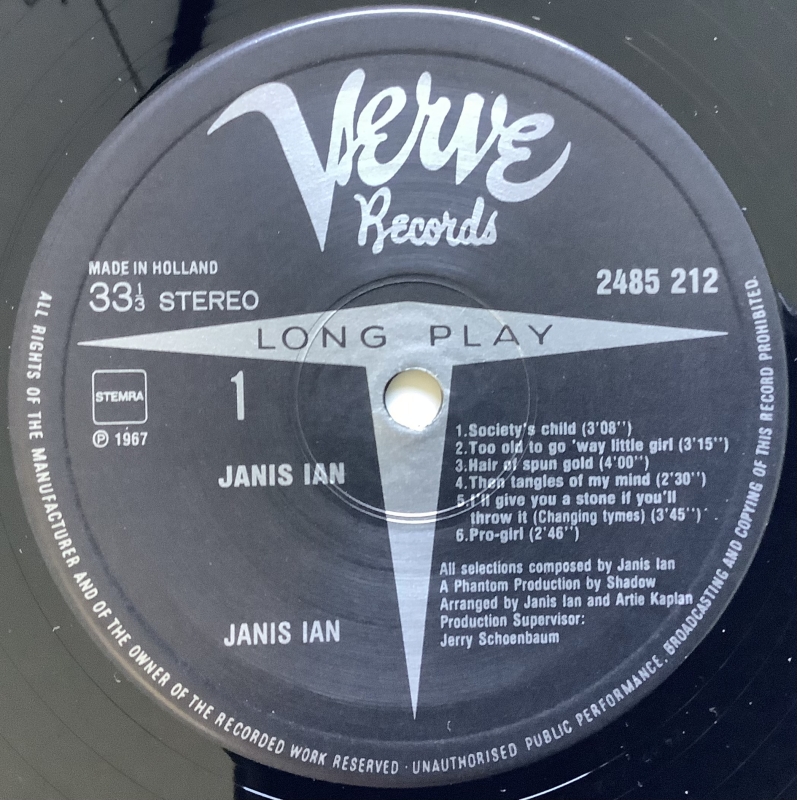 Verve
Records
MADE IN HOLLAND
33⅓ STEREO
2485 212
LONG PLAY
STEMRA
1
℗ 1967
JANIS IAN
1.Society's child (3'08'')
2.Too old to go 'way little girl (3'15'')
3.Hair of spun gold (4'00'')
4.Then tangles of my mind (2'30'')
5.I'll give you a stone if you'll
throw it (Changing tymes) (3'45'')
6.Pro-girl (2'46'')
All selections composed by Janis Ian
A Phantom Production by Shadow
Arranged by Janis Ian and Artie Kaplan
Production Supervisor:
Jerry Schoenbaum
JANIS IAN
ALL RIGHTS OF THE MANUFACTURER AND OF THE OWNER OF THE RECORDED WORK RESERVED · UNAUTHORISED PUBLIC PERFORMANCE, BROADCASTING AND COPYING OF THIS RECORD PROHIBITED.